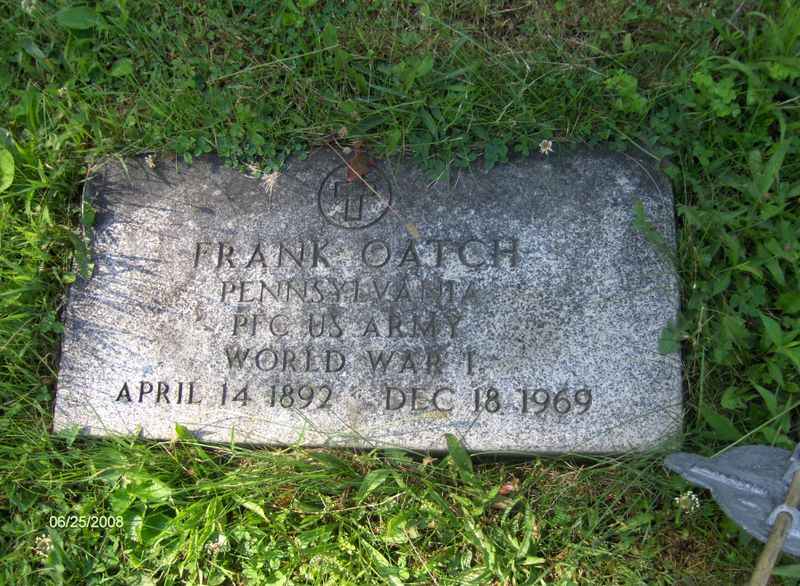 FRANK OATCH
PENNSYLVANIA
PFC US ARMY
WORLD WAR I
APRIL 14 1892 DEC 18 1969
06/25/2008